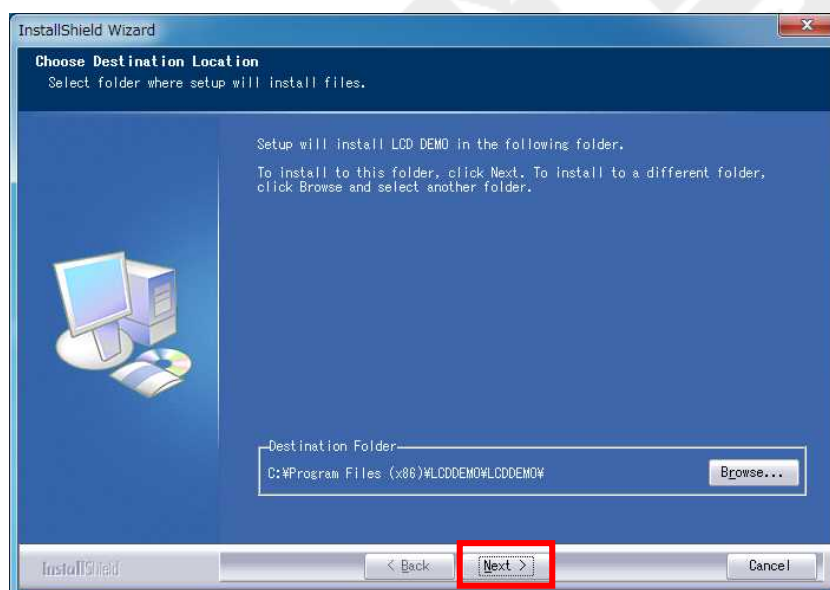 InstallShield Wizard
Choose Destination Location
Select folder where setup will install files.
Setup will install LCD DEMO in the following folder.
To install to this folder, click Next. To install to a different folder,
click Browse and select another folder.
Destination Folder
C:¥Program Files (x86)¥LCDDEMO¥LCDDEMO¥
Browse...
InstallShield
< Back
Next >
Cancel